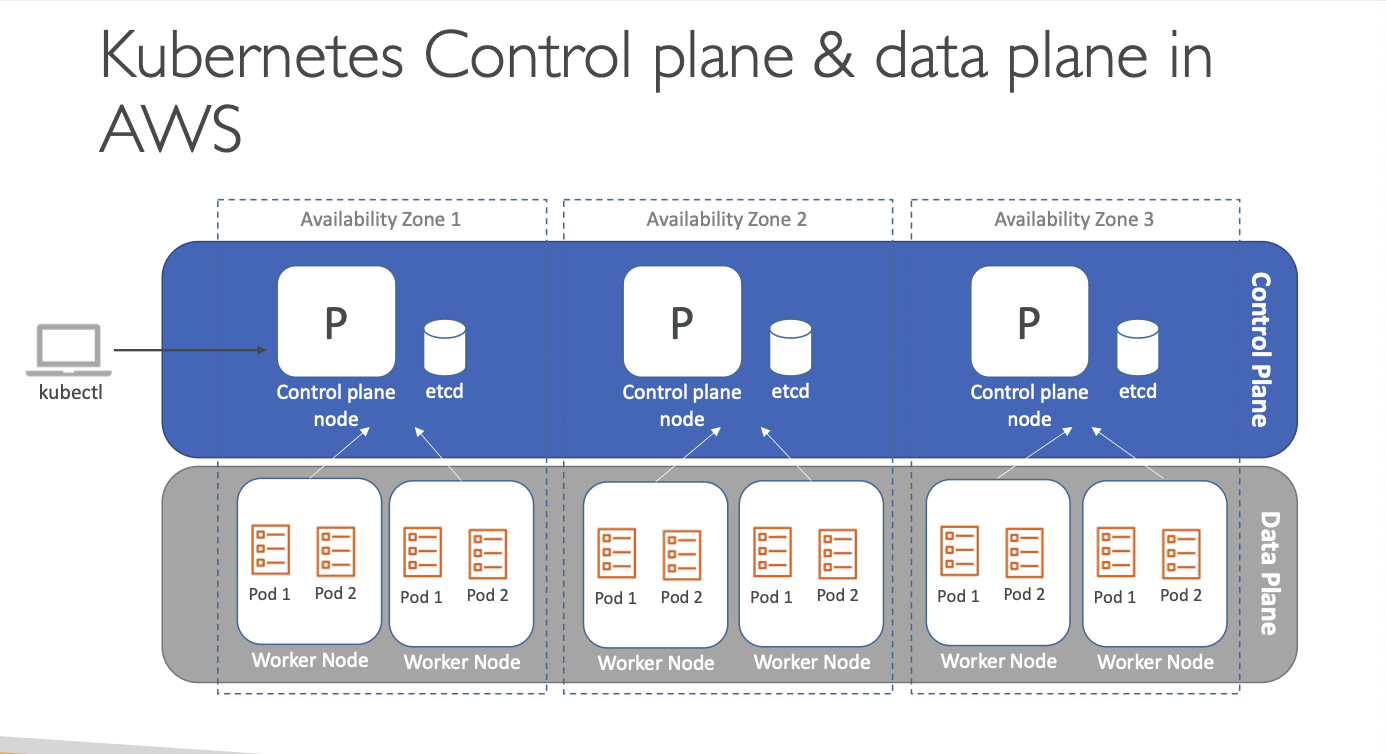 Kubernetes Control plane & data plane in
AWS
Availability Zone 1
Availability Zone 2
Availability Zone 3
kubectl
P
Control plane
node
etcd
P
Control plane
node
etcd
P
Control plane
node
etcd
Control Plane
Pod 1
Pod 2
Worker Node
Pod 1
Pod 2
Worker Node
Pod 1
Pod 2
Worker Node
Pod 1
Pod 2
Worker Node
Pod 1
Pod 2
Worker Node
Pod 1
Pod 2
Worker Node
Data Plane